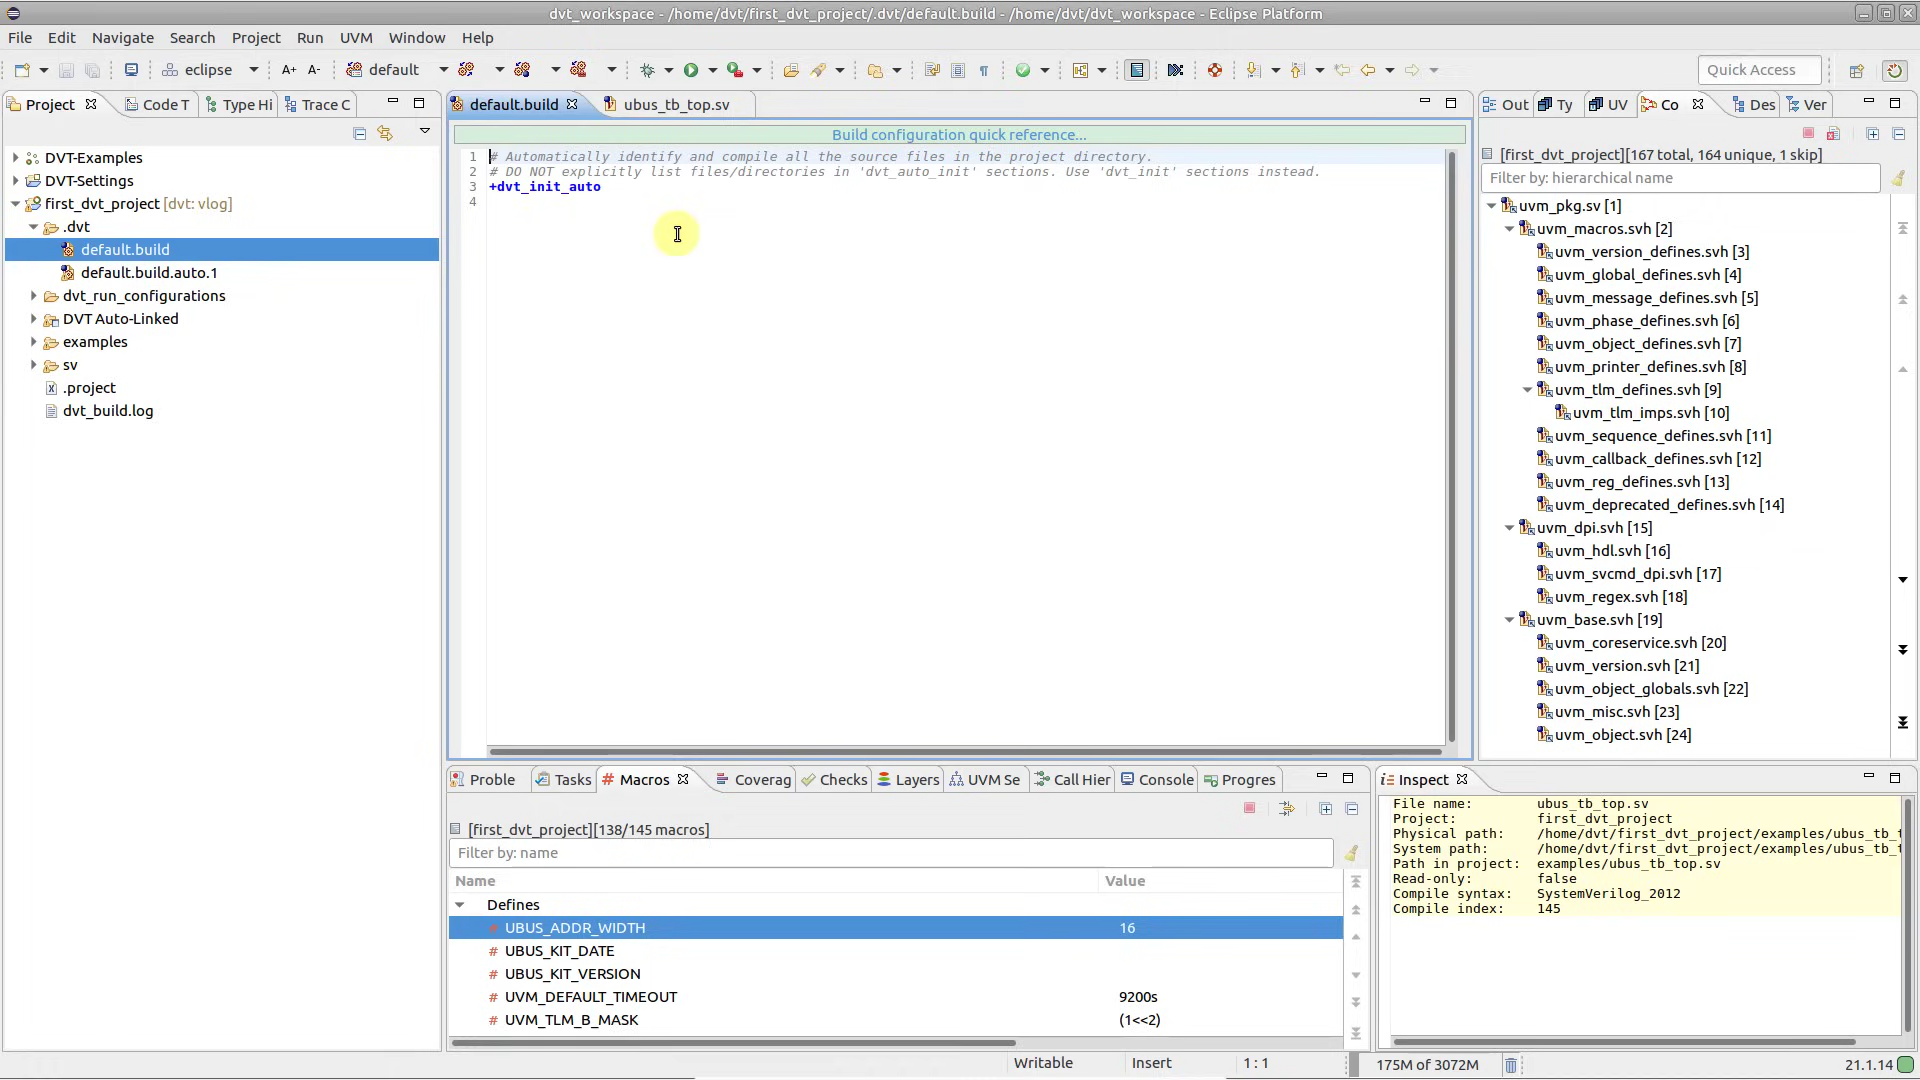 dvt_workspace - /home/dvt/first_dvt_project/.dvt/default.build - /home/dvt/dvt_workspace - Eclipse Platform
File Edit Navigate Search Project Run UVM Window Help
eclipse A+ A- default Quick Access
Project Code T Type Hi Trace C
DVT-Examples
DVT-Settings
first_dvt_project [dvt: vlog]
.dvt
default.build
default.build.auto.1
dvt_run_configurations
DVT Auto-Linked
examples
sv
.project
dvt_build.log
default.build ubus_tb_top.sv
Build configuration quick reference...
1 # Automatically identify and compile all the source files in the project directory.
2 # DO NOT explicitly list files/directories in 'dvt_auto_init' sections. Use 'dvt_init' sections instead.
3 +dvt_init_auto
4
Out Ty UV Co Des Ver
[first_dvt_project][167 total, 164 unique, 1 skip]
Filter by: hierarchical name
uvm_pkg.sv [1]
uvm_macros.svh [2]
uvm_version_defines.svh [3]
uvm_global_defines.svh [4]
uvm_message_defines.svh [5]
uvm_phase_defines.svh [6]
uvm_object_defines.svh [7]
uvm_printer_defines.svh [8]
uvm_tlm_defines.svh [9]
uvm_tlm_imps.svh [10]
uvm_sequence_defines.svh [11]
uvm_callback_defines.svh [12]
uvm_reg_defines.svh [13]
uvm_deprecated_defines.svh [14]
uvm_dpi.svh [15]
uvm_hdl.svh [16]
uvm_svcmd_dpi.svh [17]
uvm_regex.svh [18]
uvm_base.svh [19]
uvm_coreservice.svh [20]
uvm_version.svh [21]
uvm_object_globals.svh [22]
uvm_misc.svh [23]
uvm_object.svh [24]
Proble Tasks # Macros Coverag Checks Layers UVM Se Call Hier Console Progres
[first_dvt_project][138/145 macros]
Filter by: name
Name Value
Defines
# UBUS_ADDR_WIDTH 16
# UBUS_KIT_DATE
# UBUS_KIT_VERSION
# UVM_DEFAULT_TIMEOUT 9200s
# UVM_TLM_B_MASK (1<<2)
Inspect
File name: ubus_tb_top.sv
Project: first_dvt_project
Physical path: /home/dvt/first_dvt_project/examples/ubus_tb_
System path: /home/dvt/first_dvt_project/examples/ubus_tb_
Path in project: examples/ubus_tb_top.sv
Read-only: false
Compile syntax: SystemVerilog_2012
Compile index: 145
Writable Insert 1 : 1 175M of 3072M 21.1.14